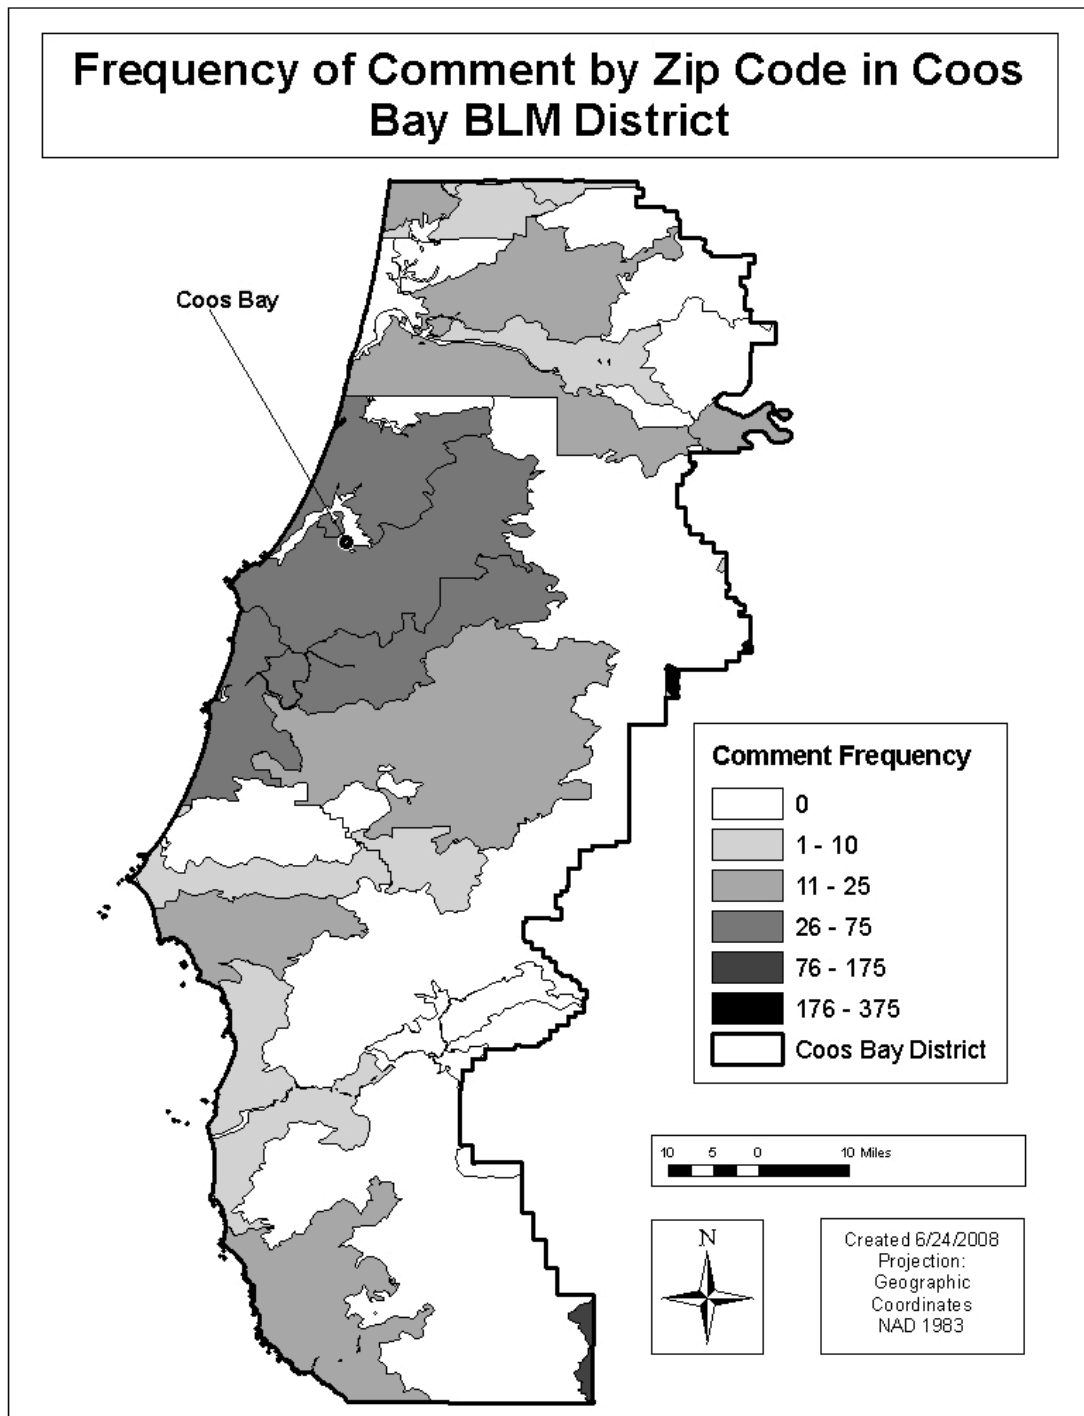 Frequency of Comment by Zip Code in Coos
Bay BLM District
Coos Bay
Comment Frequency
0
1 - 10
11 - 25
26 - 75
76 - 175
176 - 375
Coos Bay District
10 5 0 10 Miles
N
Created 6/24/2008
Projection:
Geographic
Coordinates
NAD 1983